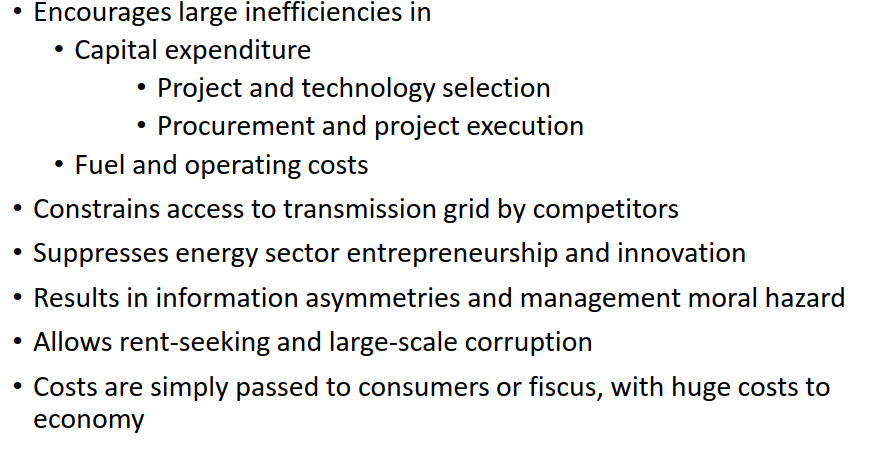 • Encourages large inefficiencies in
• Capital expenditure
• Project and technology selection
• Procurement and project execution
• Fuel and operating costs
• Constrains access to transmission grid by competitors
• Suppresses energy sector entrepreneurship and innovation
• Results in information asymmetries and management moral hazard
• Allows rent-seeking and large-scale corruption
• Costs are simply passed to consumers or fiscus, with huge costs to
economy